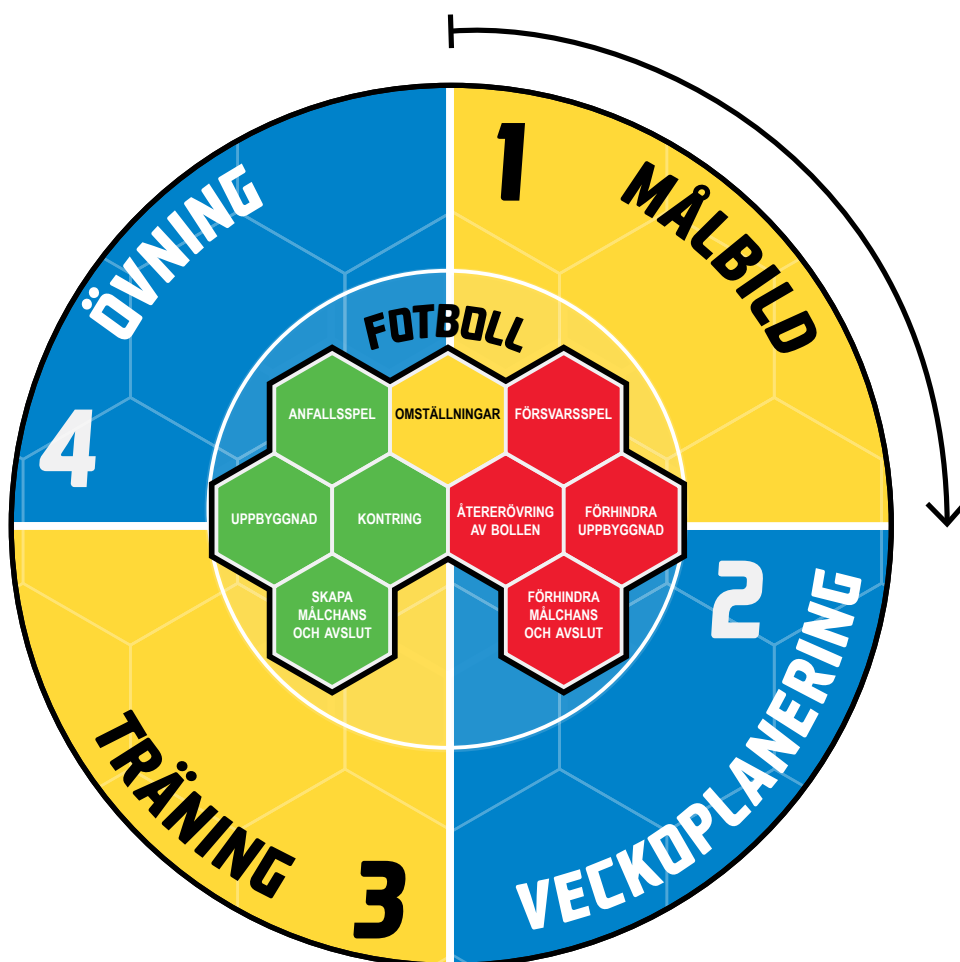 1
MÅLBILD
ÖVNING
4
FOTBOLL
ANFALLSSPEL
OMSTÄLLNINGAR
FÖRSVARSSPEL
UPPBYGGNAD
KONTRING
ÅTERERÖVRING
AV BOLLEN
FÖRHINDRA
UPPBYGGNAD
SKAPA
MÅLCHANS
OCH AVSLUT
FÖRHINDRA
MÅLCHANS
OCH AVSLUT
2
VECKOPLANERING
TRÄNING
3